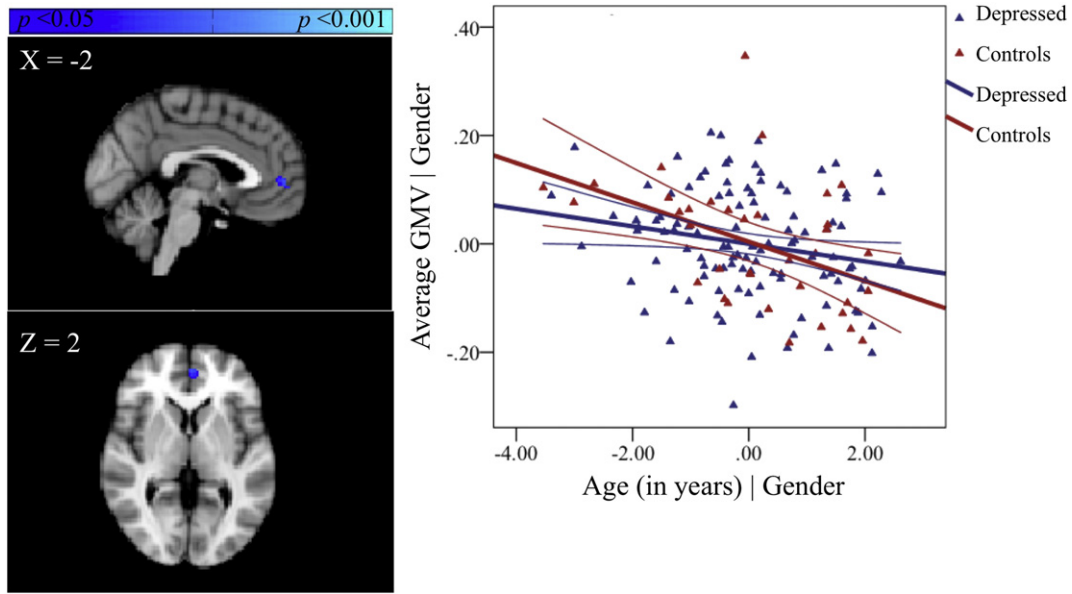 p <0.05 p <0.001
X = -2
Z = 2
Average GMV | Gender
.40
.20
.00
-.20
-4.00 -2.00 .00 2.00
Age (in years) | Gender
Depressed
Controls
Depressed
Controls